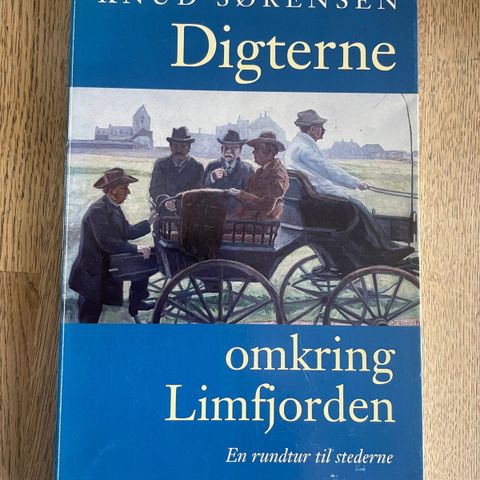 KNUD SØRENSEN
Digterne
omkring
Limfjorden
En rundtur til stederne